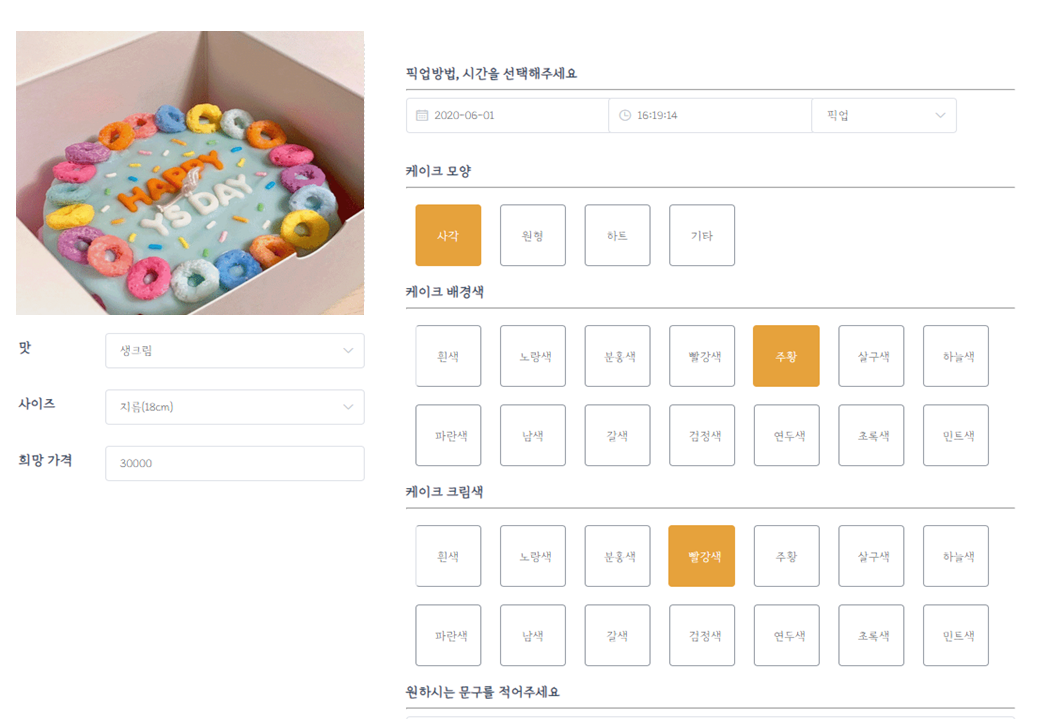 HAPPY
YS DAY
맛
생크림
사이즈
지름(18cm)
희망 가격
30000
픽업방법, 시간을 선택해주세요
2020-06-01 16:19:14 픽업
케이크 모양
사각 원형 하트 기타
케이크 배경색
흰색 노랑색 분홍색 빨강색 주황 살구색 하늘색
파란색 남색 갈색 검정색 연두색 초록색 민트색
케이크 크림색
흰색 노랑색 분홍색 빨강색 주황 살구색 하늘색
파란색 남색 갈색 검정색 연두색 초록색 민트색
원하시는 문구를 적어주세요